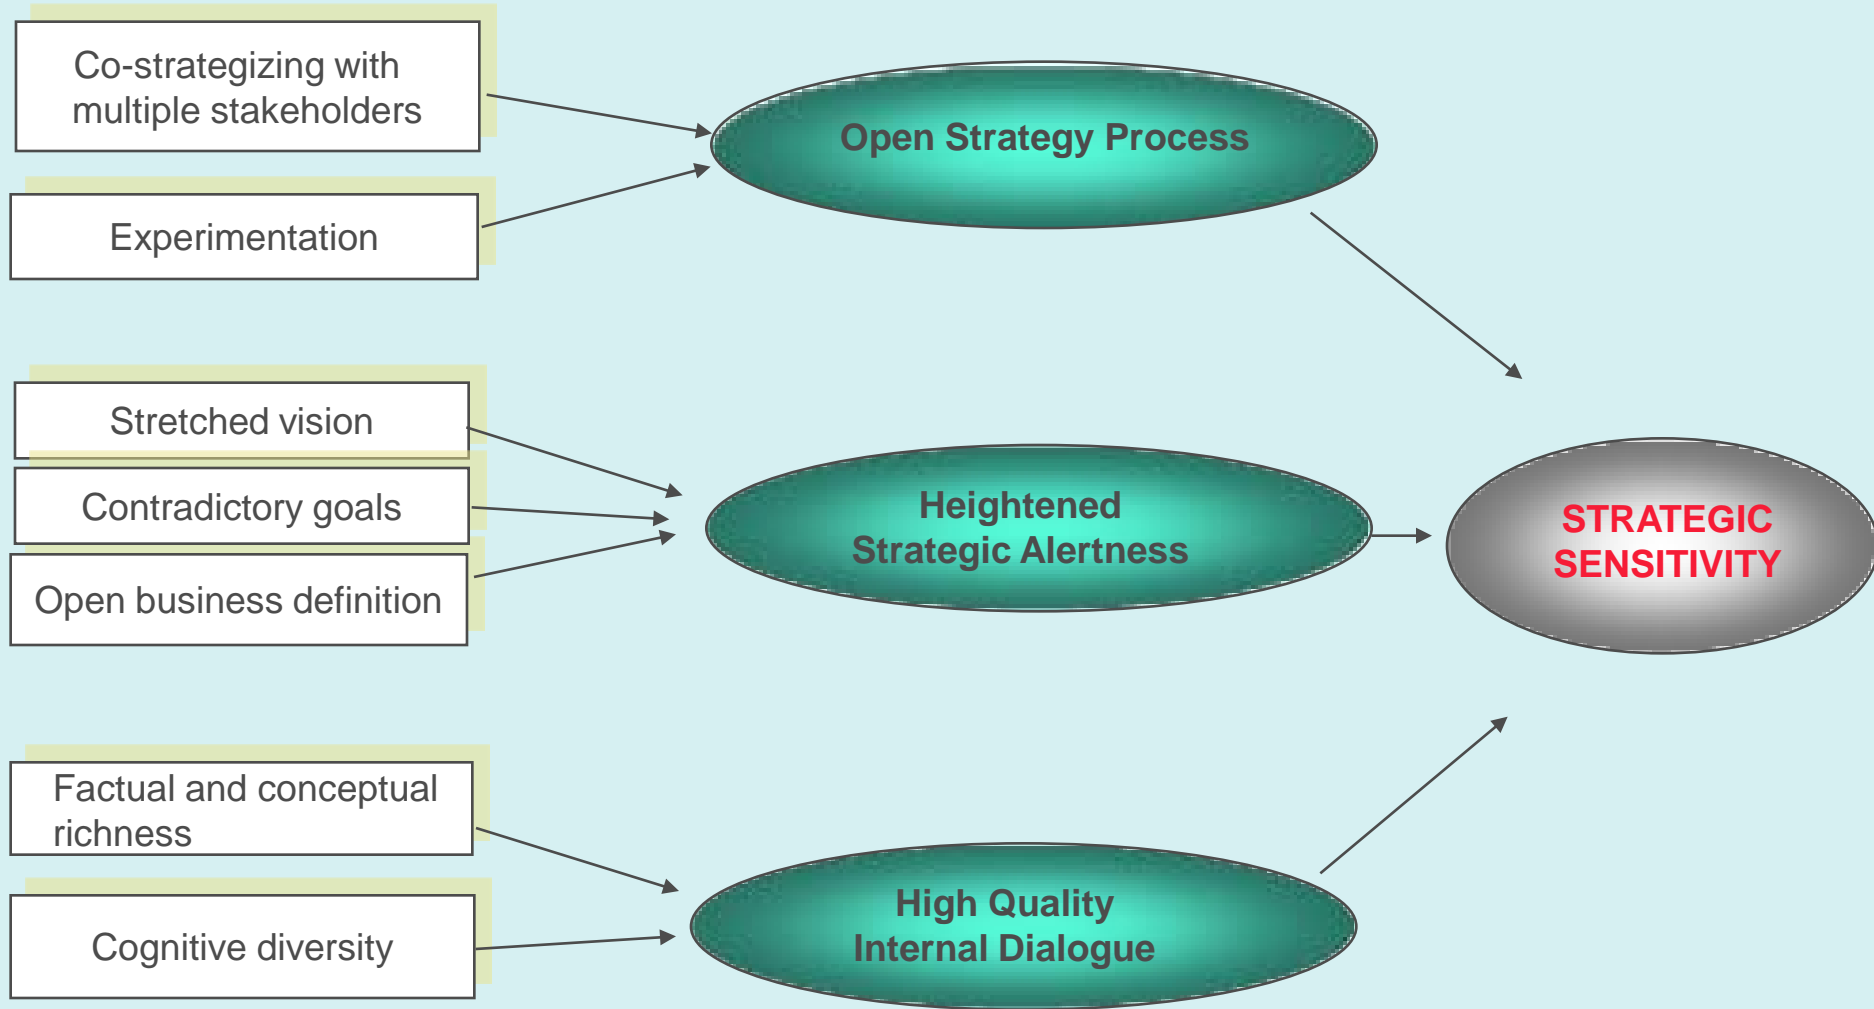 Co-strategizing with
multiple stakeholders
Experimentation
Open Strategy Process
Stretched vision
Contradictory goals
Open business definition
Heightened
Strategic Alertness
STRATEGIC
SENSITIVITY
Factual and conceptual
richness
Cognitive diversity
High Quality
Internal Dialogue